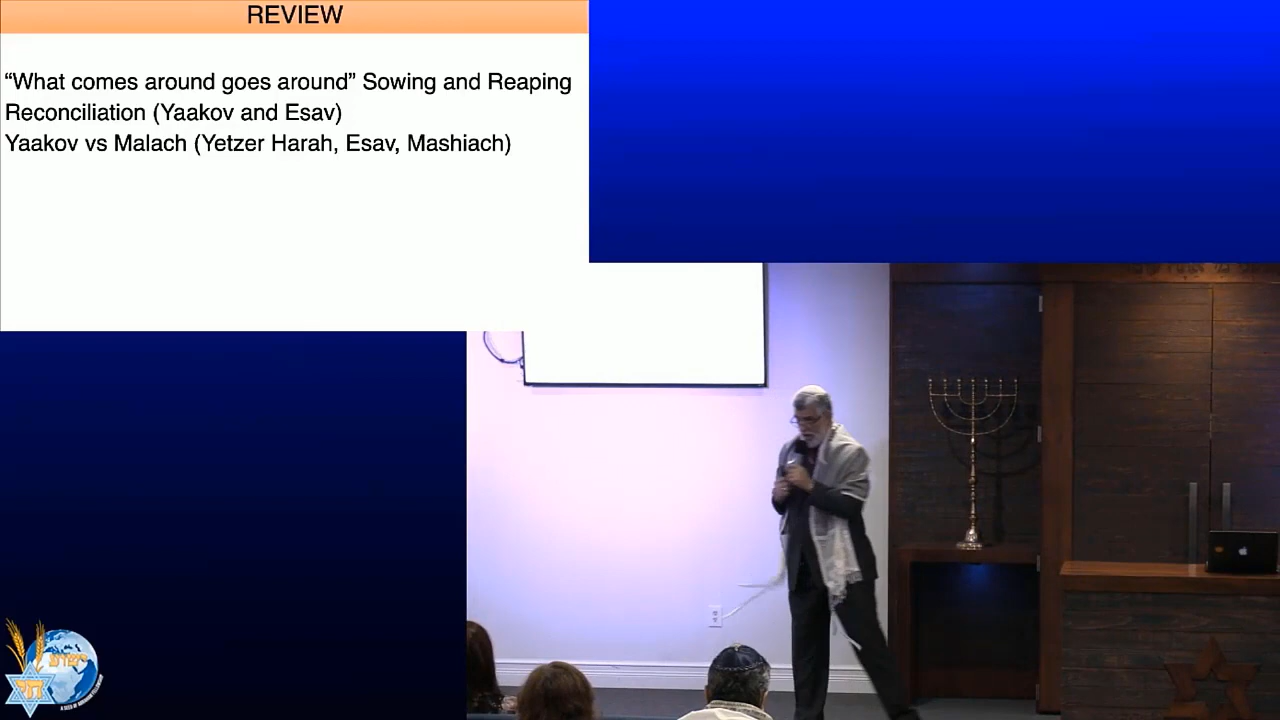 REVIEW
“What comes around goes around” Sowing and Reaping
Reconciliation (Yaakov and Esav)
Yaakov vs Malach (Yetzer Harah, Esav, Mashiach)